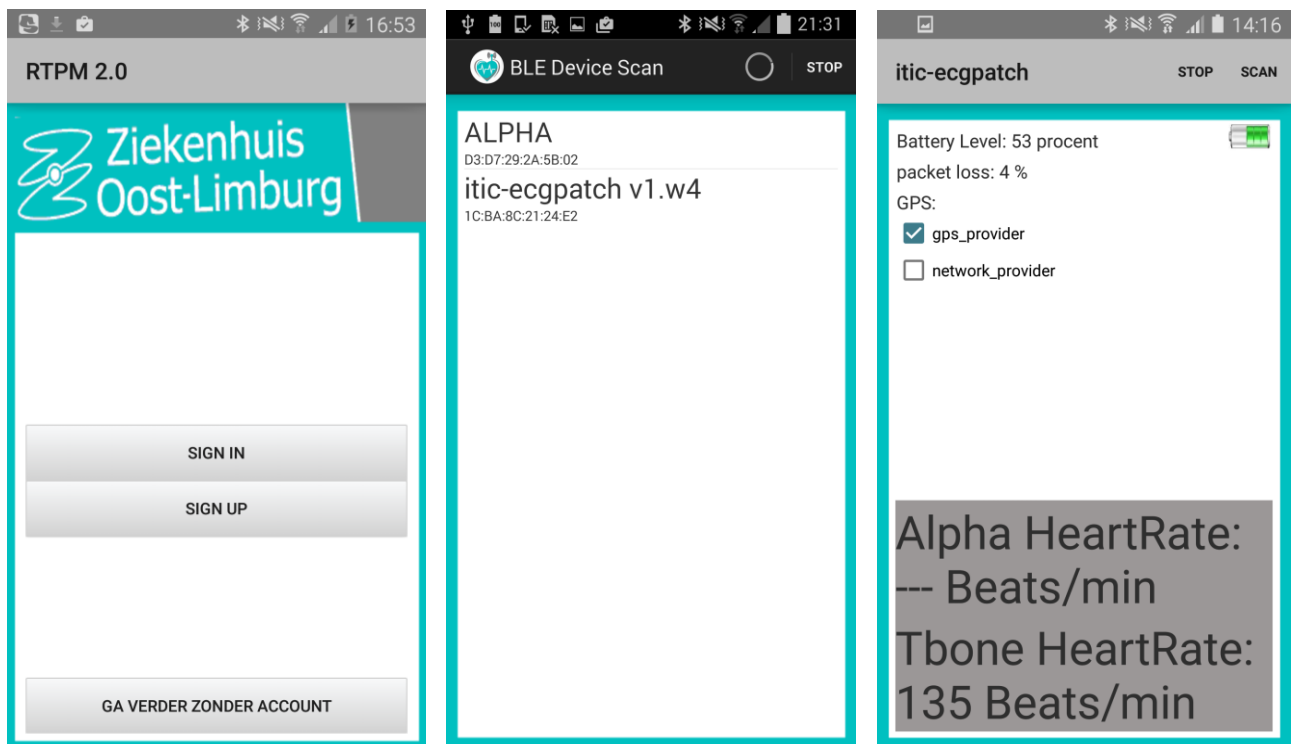 16:53
RTPM 2.0
Ziekenhuis
Oost-Limburg
SIGN IN
SIGN UP
GA VERDER ZONDER ACCOUNT
100
21:31
BLE Device Scan
STOP
ALPHA
D3:D7:29:2A:5B:02
itic-ecgpatch v1.w4
1C:BA:8C:21:24:E2
14:16
itic-ecgpatch
STOP
SCAN
Battery Level: 53 procent
packet loss: 4 %
GPS:
gps_provider
network_provider
Alpha HeartRate:
--- Beats/min
Tbone HeartRate:
135 Beats/min